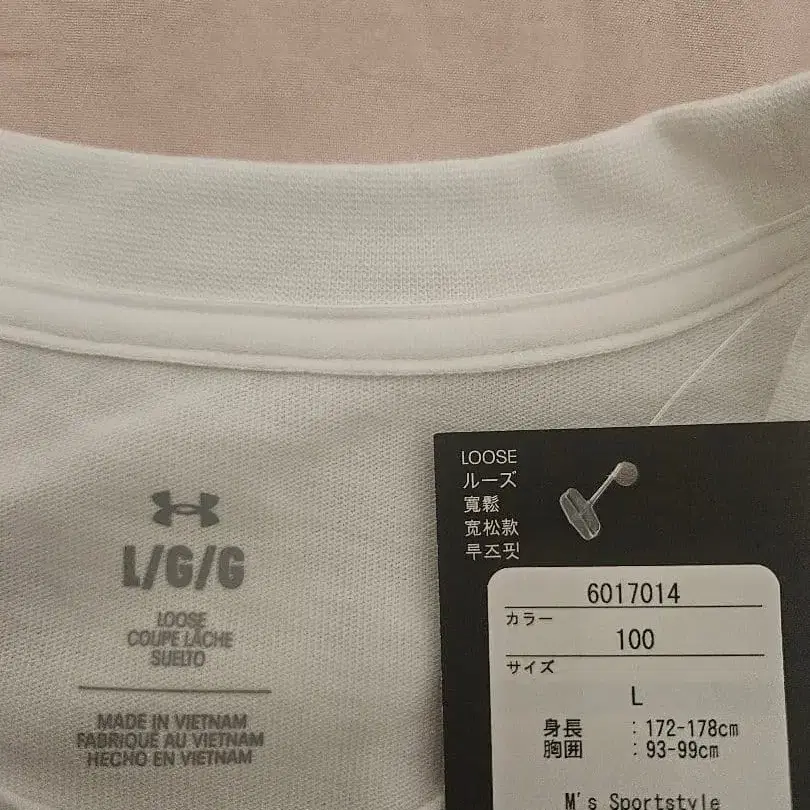 L/G/G
LOOSE
COUPE LÂCHE
SUELTO
MADE IN VIETNAM
FABRIQUÉ AU VIETNAM
HECHO EN VIETNAM
LOOSE
ルーズ
寬鬆
宽松款
루즈핏
6017014
カラー
100
サイズ
L
身長 : 172-178cm
胸囲 : 93-99cm
M's Sportstyle